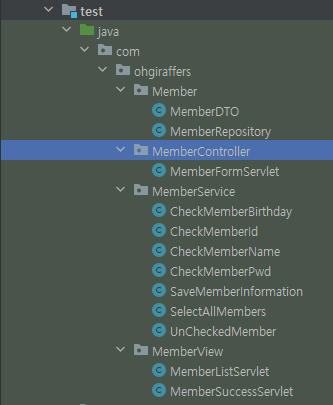 test
java
com
ohgiraffers
Member
MemberDTO
MemberRepository
MemberController
MemberFormServlet
MemberService
CheckMemberBirthday
CheckMemberId
CheckMemberName
CheckMemberPwd
SaveMemberInformation
SelectAllMembers
UnCheckedMember
MemberView
MemberListServlet
MemberSuccessServlet